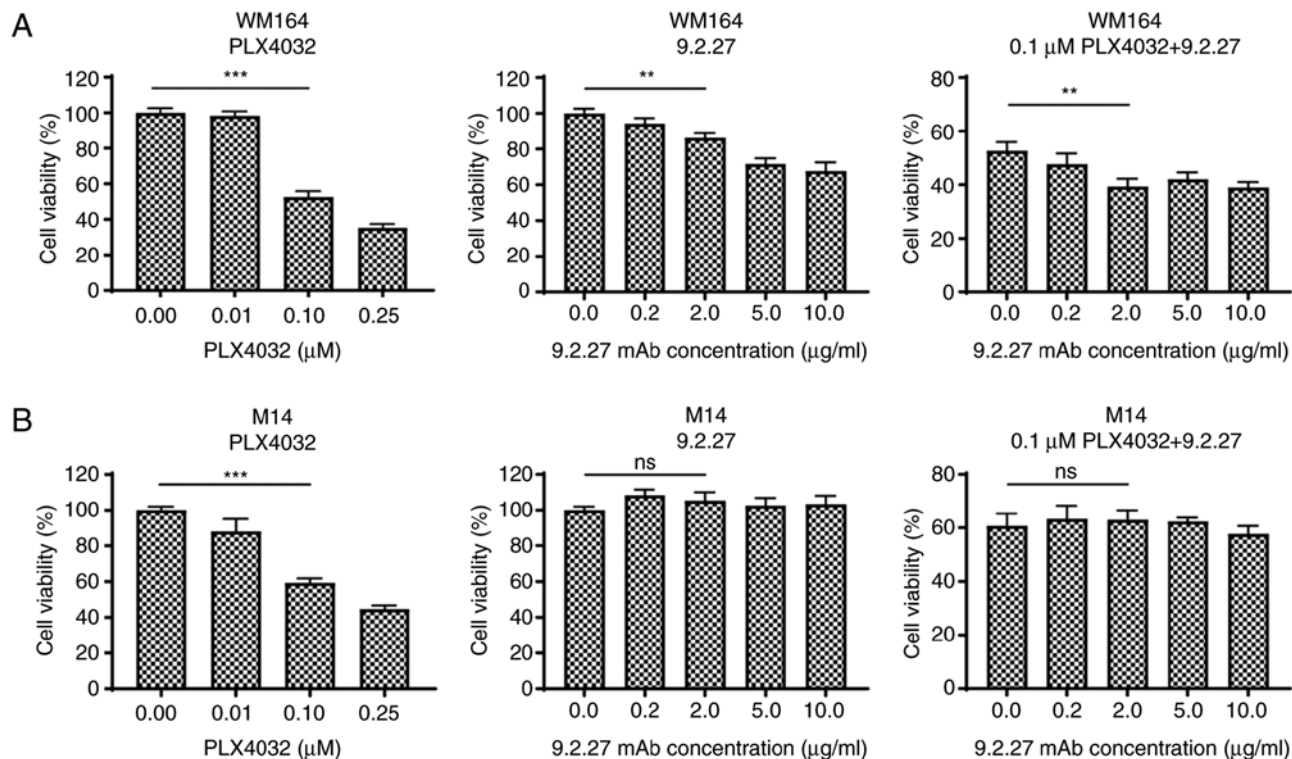 A
WM164
PLX4032
***
Cell viability (%)
120
100
80
60
40
20
0
0.00 0.01 0.10 0.25
PLX4032 (μM)
WM164
9.2.27
**
Cell viability (%)
120
100
80
60
40
20
0
0.0 0.2 2.0 5.0 10.0
9.2.27 mAb concentration (μg/ml)
WM164
0.1 μM PLX4032+9.2.27
**
Cell viability (%)
80
60
40
20
0
0.0 0.2 2.0 5.0 10.0
9.2.27 mAb concentration (μg/ml)
B
M14
PLX4032
***
Cell viability (%)
120
100
80
60
40
20
0
0.00 0.01 0.10 0.25
PLX4032 (μM)
M14
9.2.27
ns
Cell viability (%)
120
100
80
60
40
20
0
0.0 0.2 2.0 5.0 10.0
9.2.27 mAb concentration (μg/ml)
M14
0.1 μM PLX4032+9.2.27
ns
Cell viability (%)
80
60
40
20
0
0.0 0.2 2.0 5.0 10.0
9.2.27 mAb concentration (μg/ml)